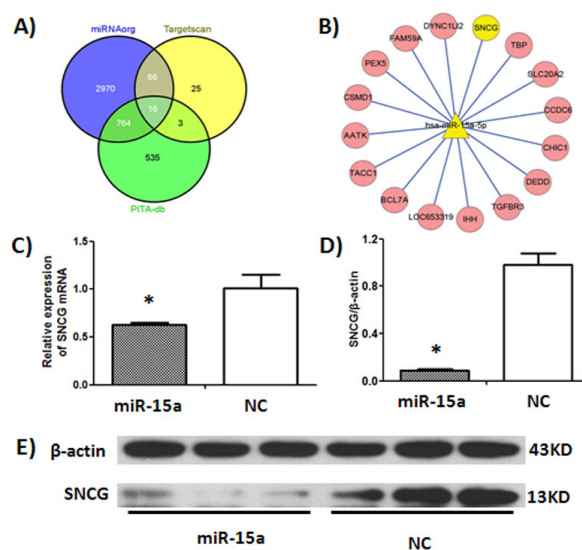 A)
miRNAorg
Targetscan
2970
66
25
16
764
3
535
PITA-db
B)
DYNC1LI2
SNCG
FAM59A
TBP
PEX5
SLC20A2
CSMD1
CCDC6
hsa-miR-15a-5p
AATK
CHIC1
TACC1
DEDD
BCL7A
TGFBR3
LOC653319
IHH
C)
Relative expression
of SNCG mRNA
1.5
1.0
0.5
0.0
*
miR-15a
NC
D)
SNCG/β-actin
1.2
0.8
0.4
0.0
*
miR-15a
NC
E)
β-actin
43KD
SNCG
13KD
miR-15a
NC